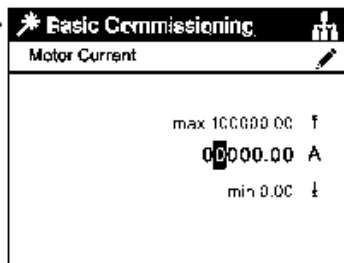 Basic Commissioning
Motor Current
max 100000.00
00000.00 A
min 0.00